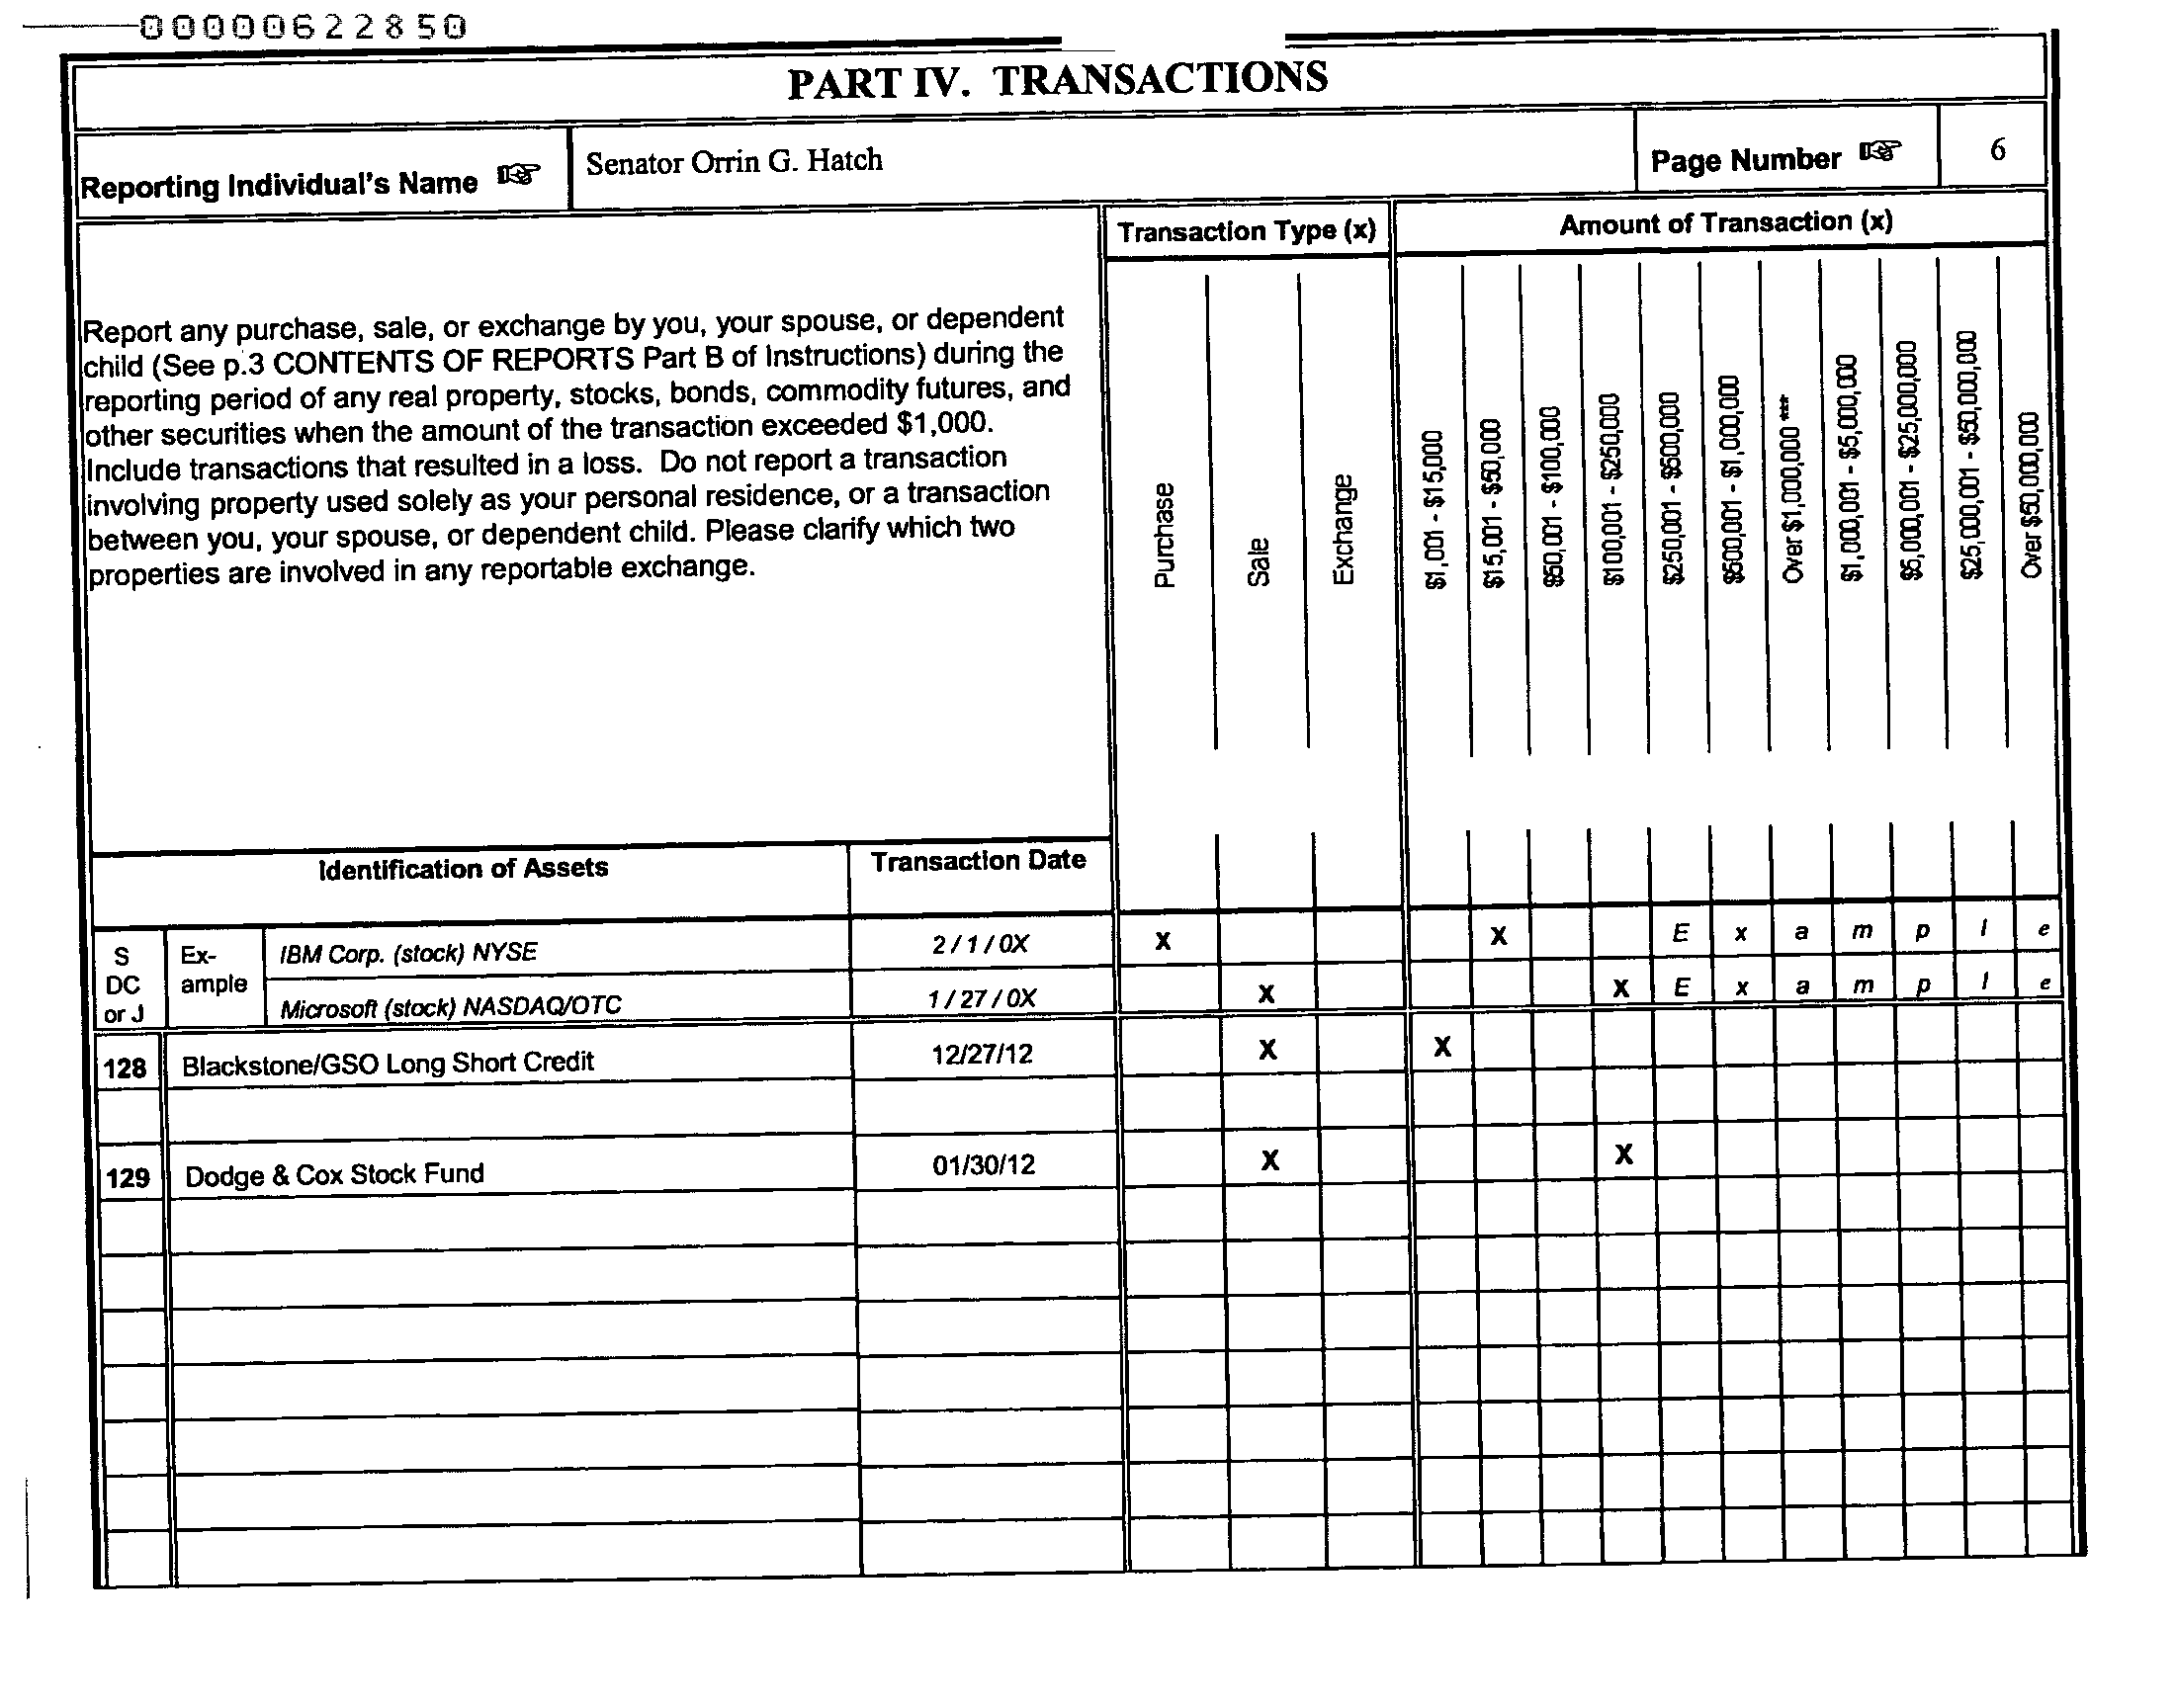 00000622850
PART IV. TRANSACTIONS
Reporting Individual's Name
Senator Orrin G. Hatch
Page Number
6
Report any purchase, sale, or exchange by you, your spouse, or dependent
child (See p.3 CONTENTS OF REPORTS Part B of Instructions) during the
reporting period of any real property, stocks, bonds, commodity futures, and
other securities when the amount of the transaction exceeded $1,000.
Include transactions that resulted in a loss. Do not report a transaction
involving property used solely as your personal residence, or a transaction
between you, your spouse, or dependent child. Please clarify which two
properties are involved in any reportable exchange.
Transaction Type (x)
Amount of Transaction (x)
Purchase
Sale
Exchange
$1,001 - $15,000
$15,001 - $50,000
$50,001 - $100,000
$100,001 - $250,000
$250,001 - $500,000
$500,001 - $1,000,000
Over $1,000,000 ***
$1,000,001 - $5,000,000
$5,000,001 - $25,000,000
$25,000,001 - $50,000,000
Over $50,000,000
Identification of Assets
Transaction Date
S
DC
or J
Ex-
ample
IBM Corp. (stock) NYSE 2 / 1 / 0X X X E x a m p l e
Microsoft (stock) NASDAQ/OTC 1 / 27 / 0X X X E x a m p l e
128 Blackstone/GSO Long Short Credit 12/27/12 X X
129 Dodge & Cox Stock Fund 01/30/12 X X